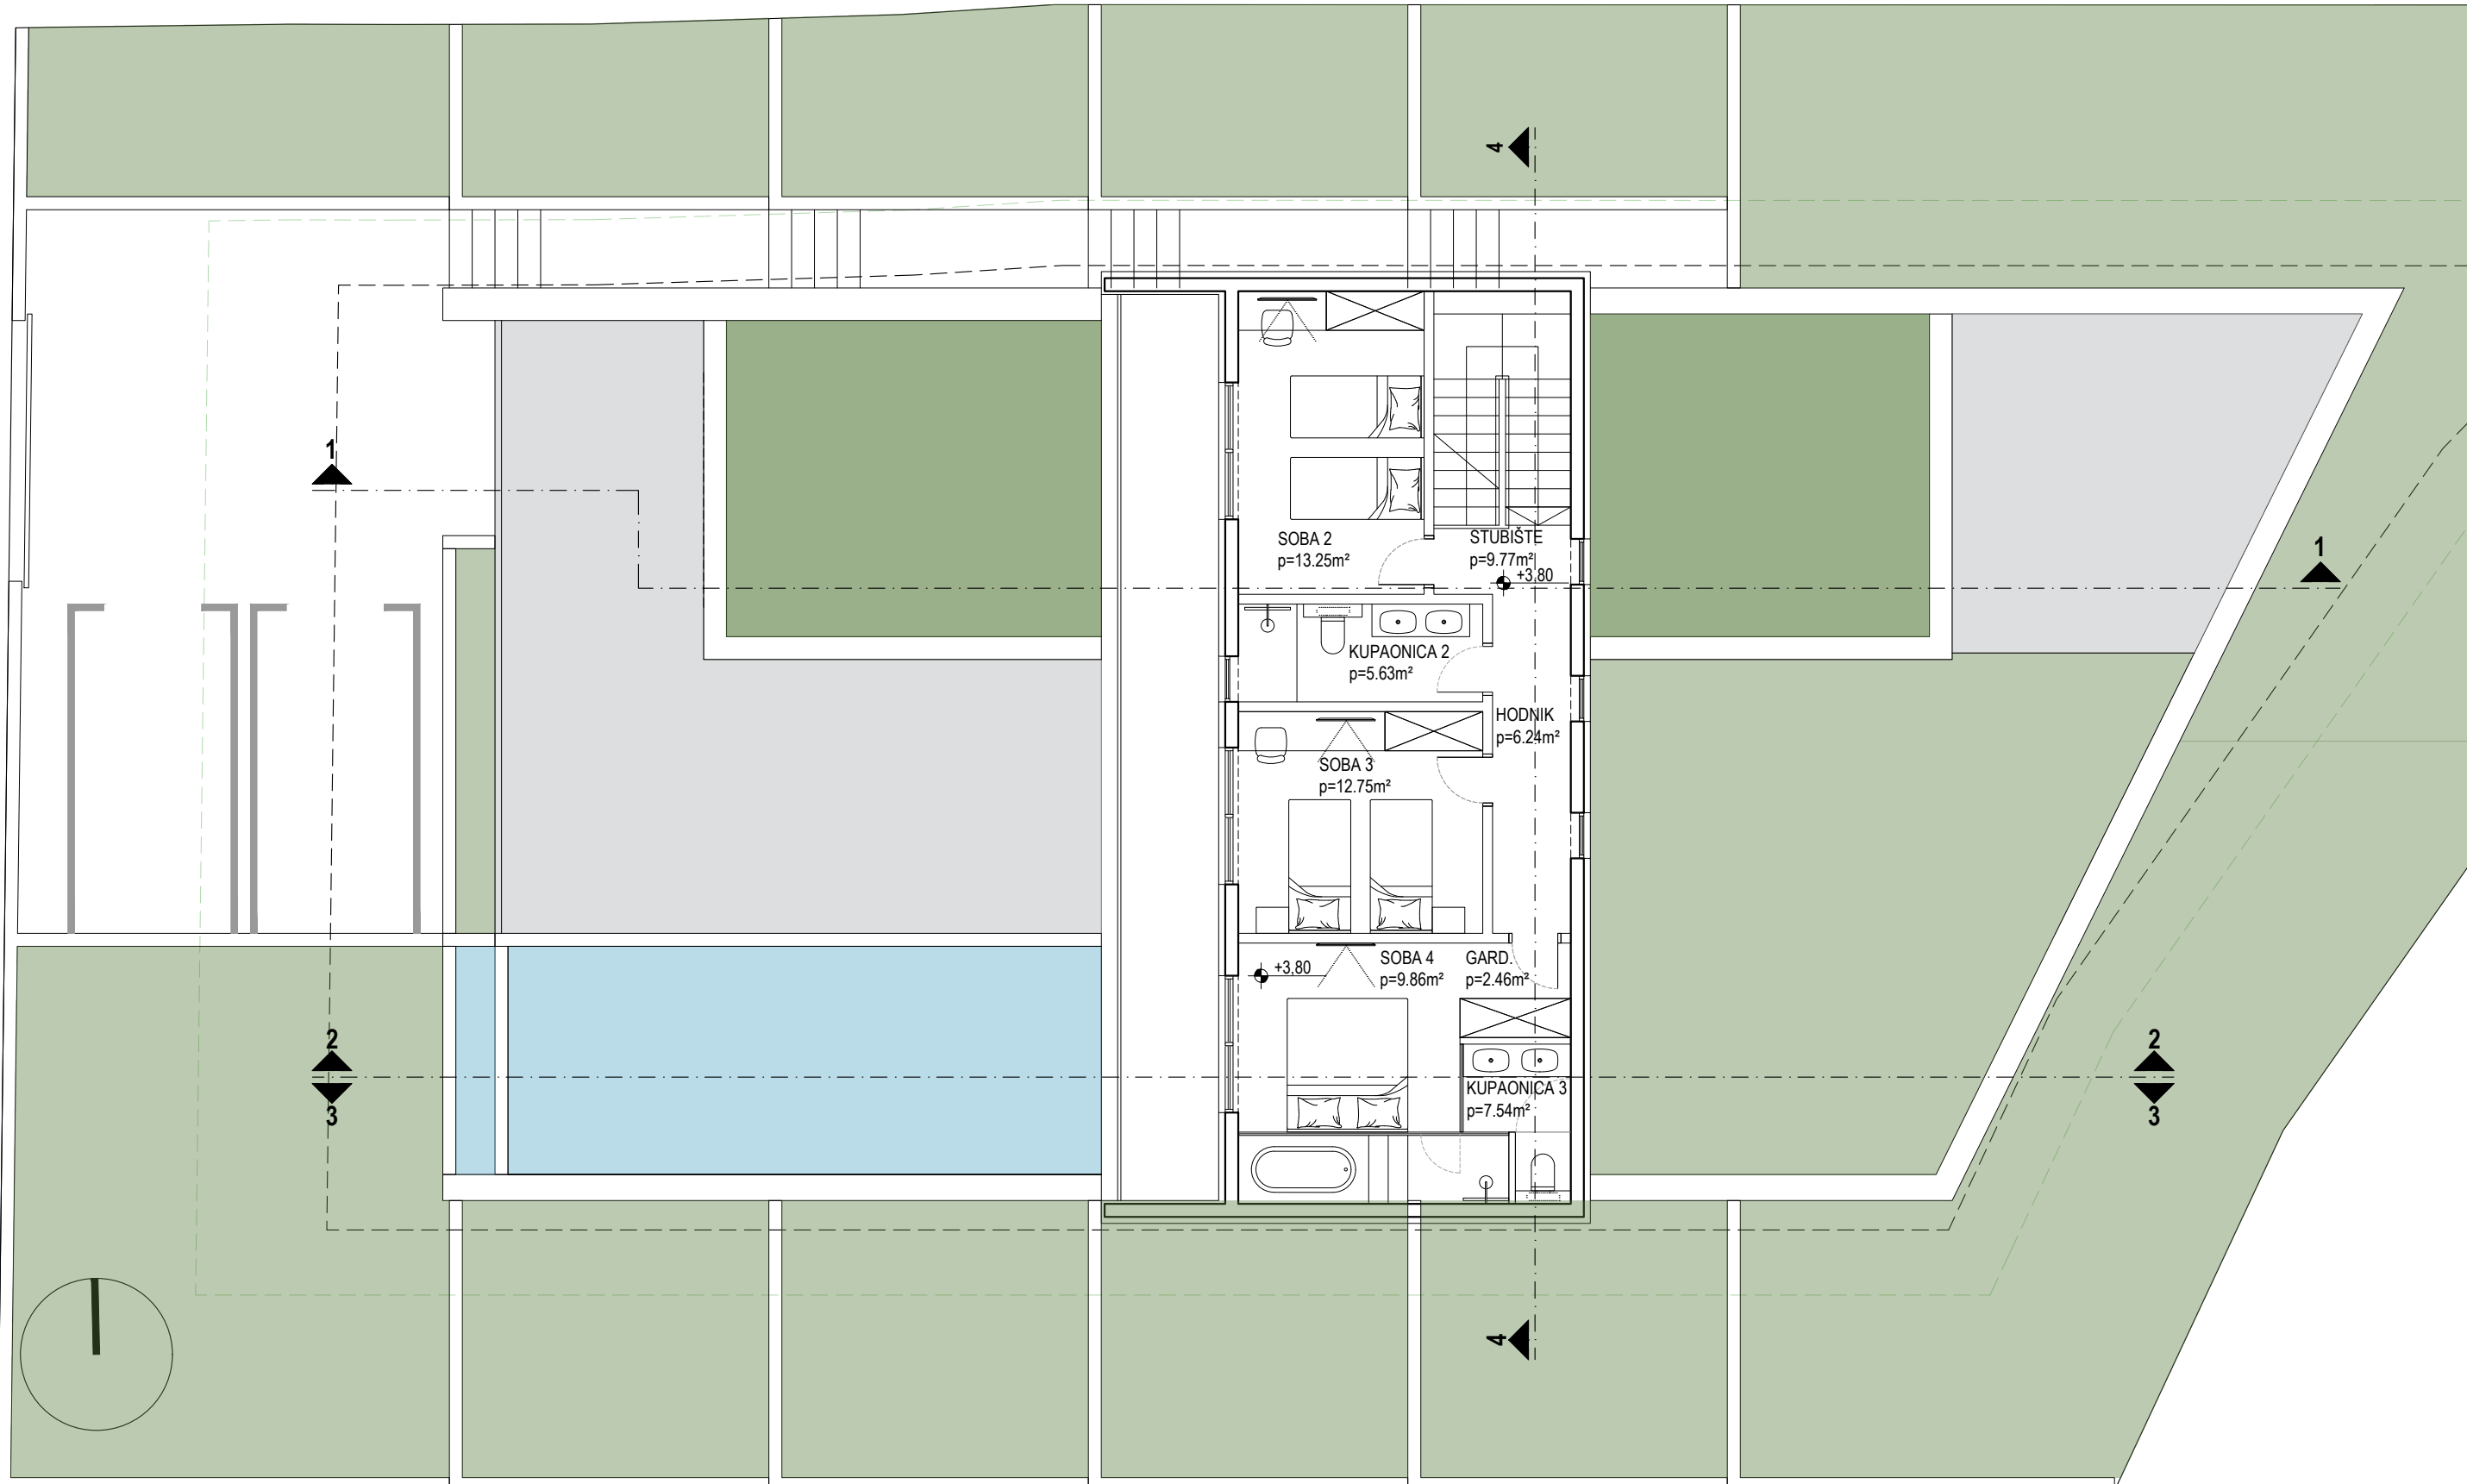 4
1
SOBA 2
p=13.25m²
STUBIŠTE
p=9.77m²
+3,80
1
KUPAONICA 2
p=5.63m²
HODNIK
p=6.24m²
SOBA 3
p=12.75m²
SOBA 4
p=9.86m²
GARD.
p=2.46m²
+3,80
2
3
KUPAONICA 3
p=7.54m²
2
3
4